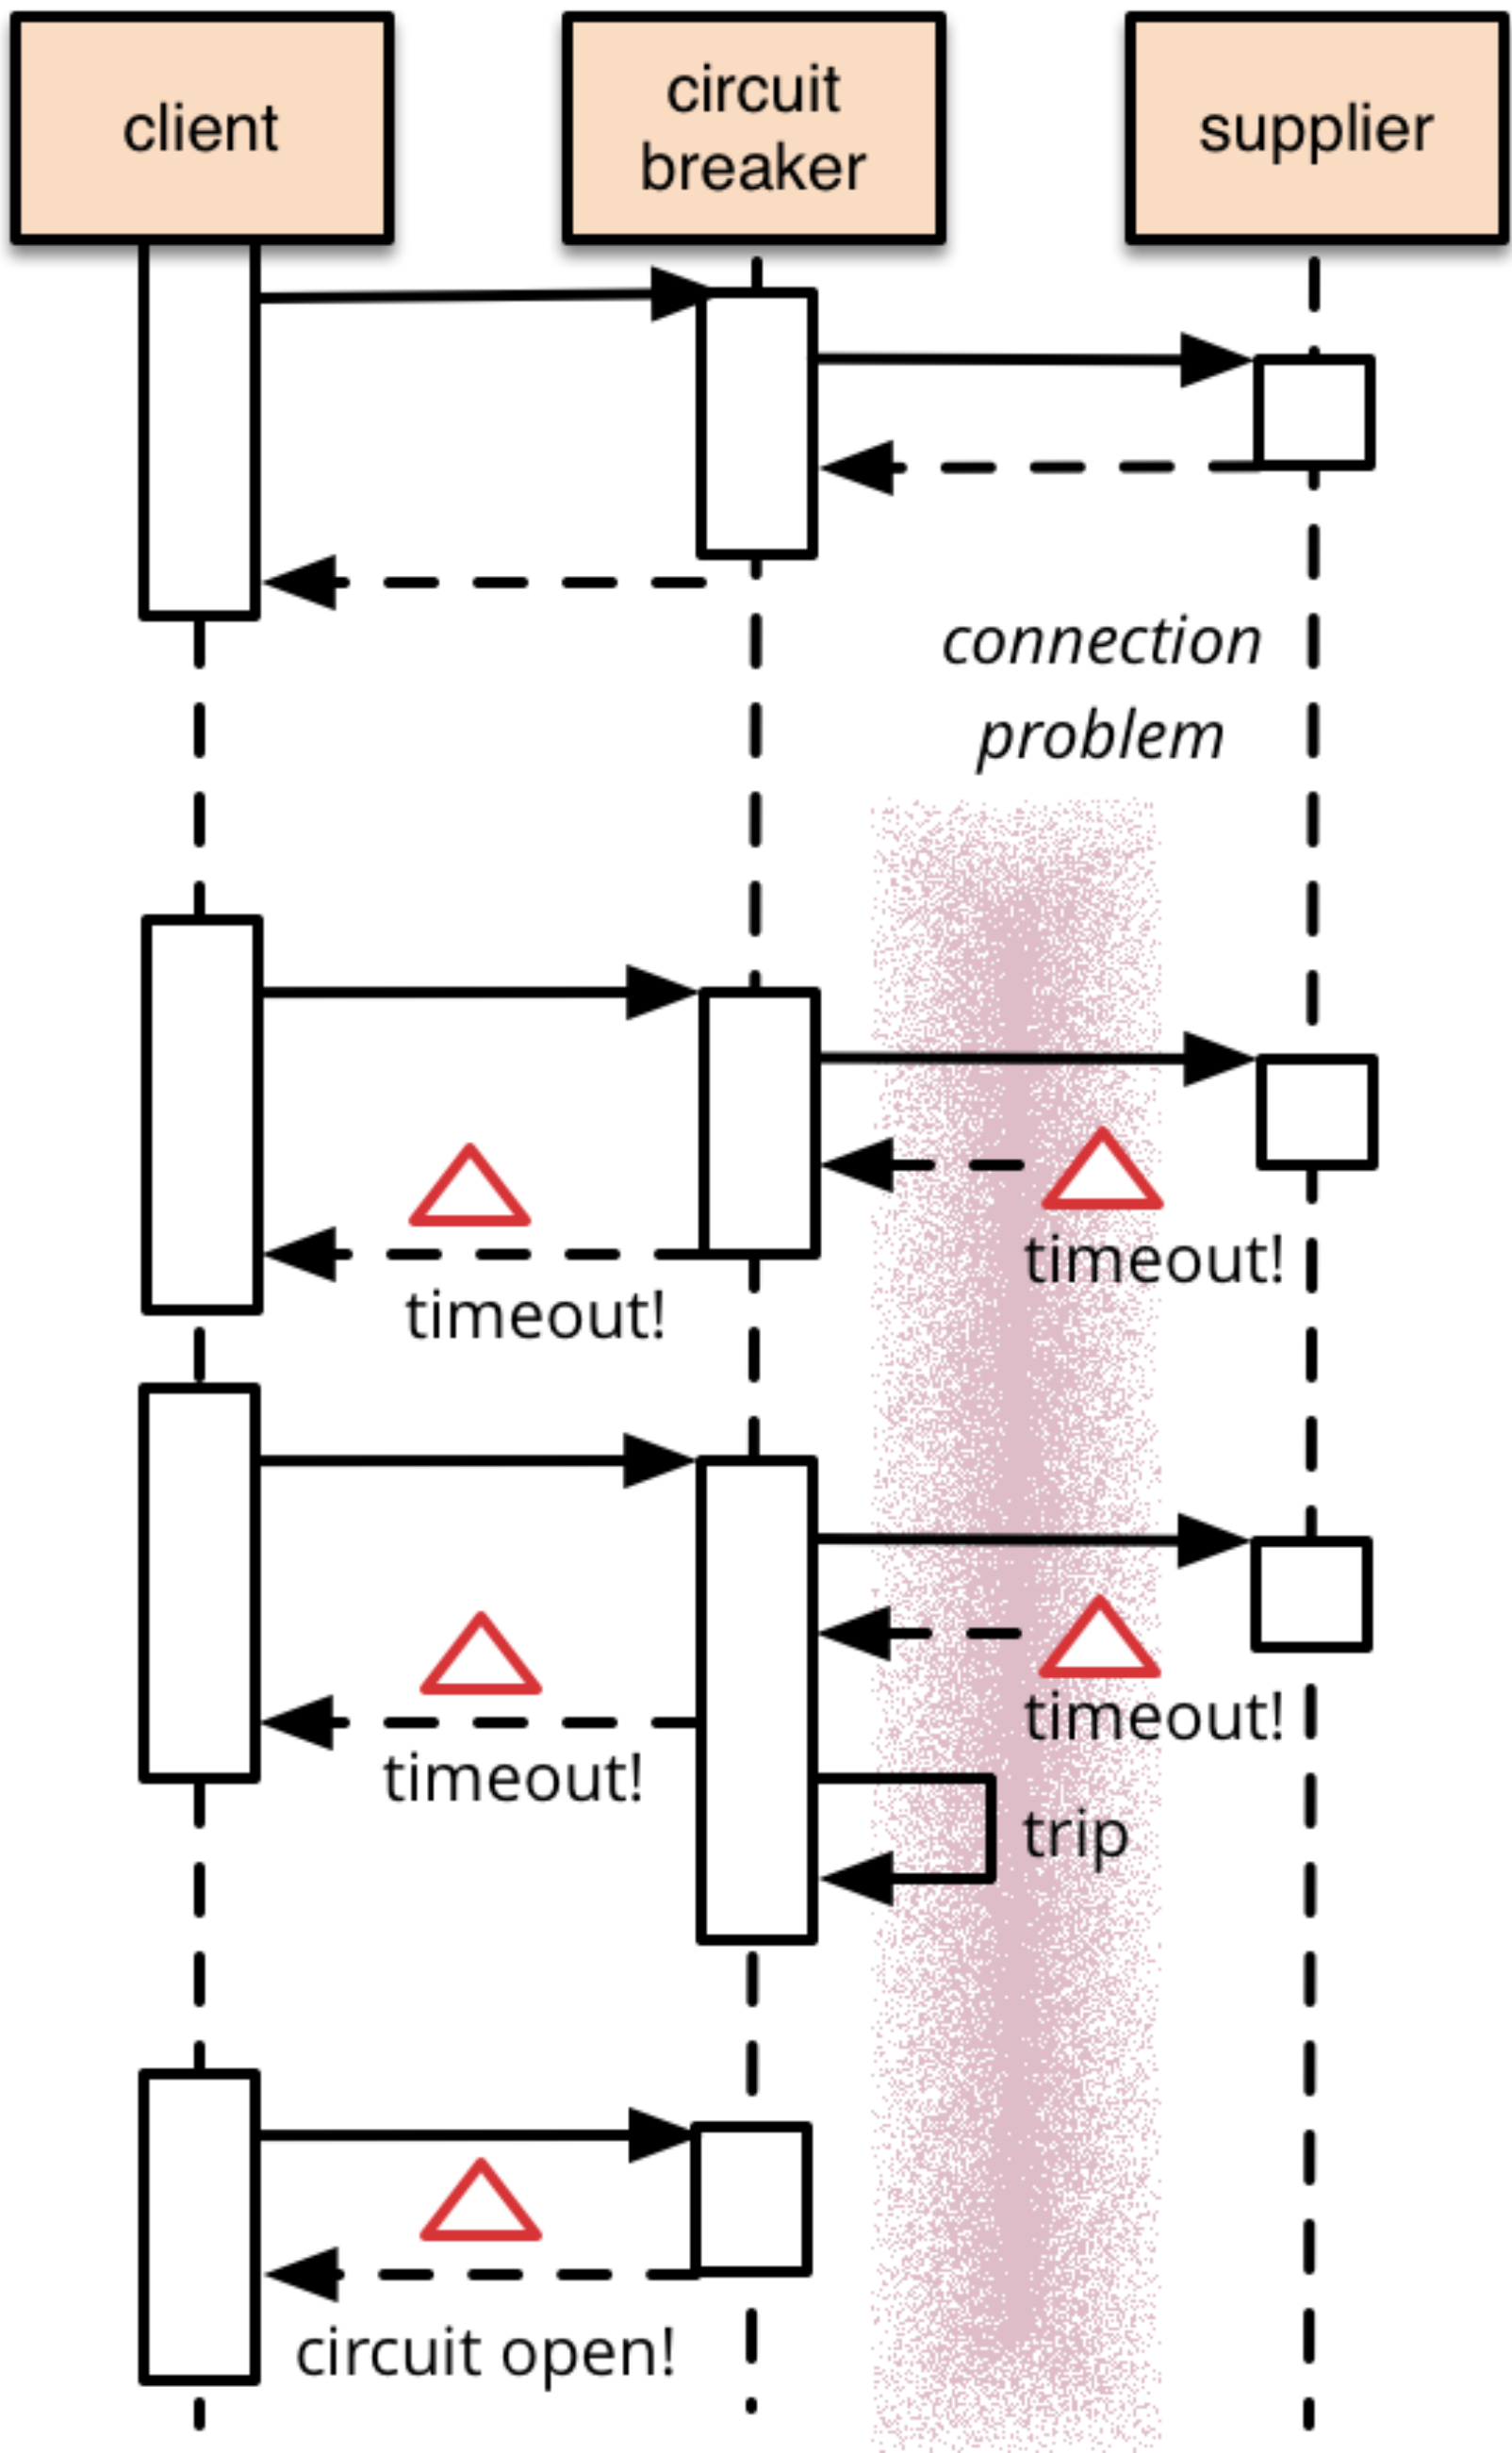 client
circuit
breaker
supplier
connection
problem
timeout!
timeout!
timeout!
timeout!
trip
circuit open!